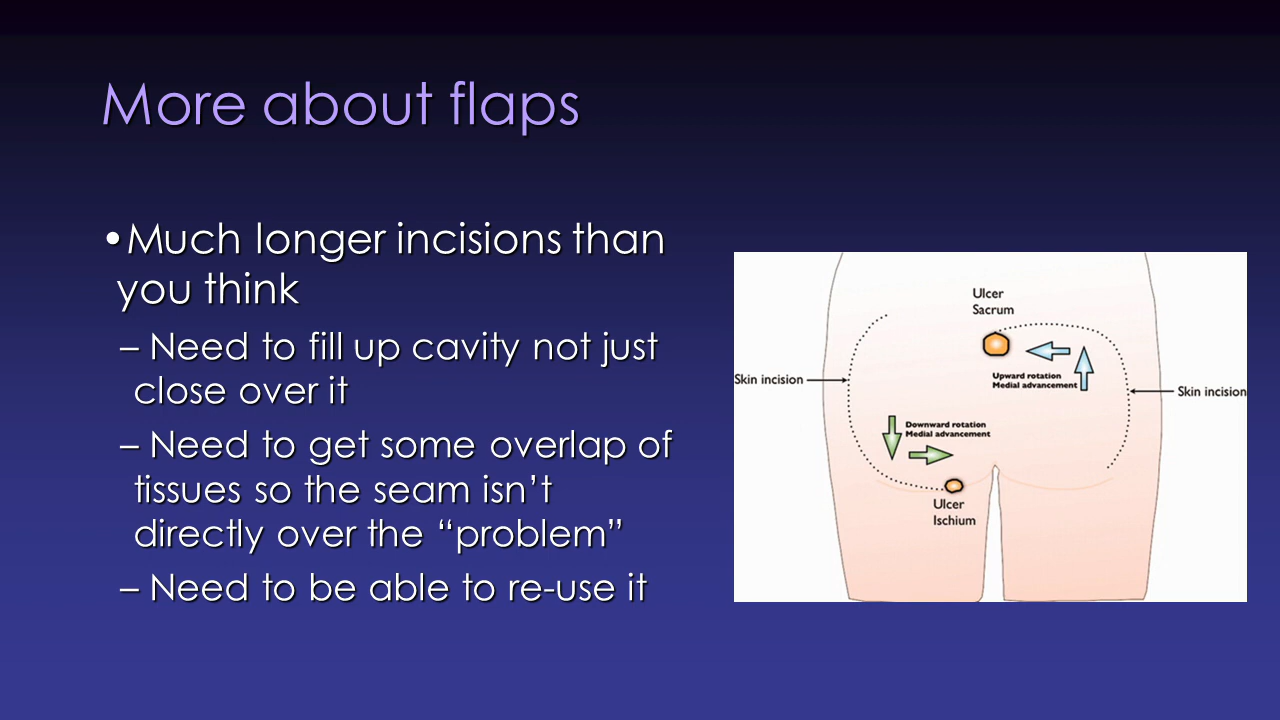 More about flaps
•Much longer incisions than
you think
– Need to fill up cavity not just
close over it
– Need to get some overlap of
tissues so the seam isn’t
directly over the “problem”
– Need to be able to re-use it
Ulcer
Sacrum
Skin incision
Upward rotation
Medial advancement
Skin incision
Downward rotation
Medial advancement
Ulcer
Ischium